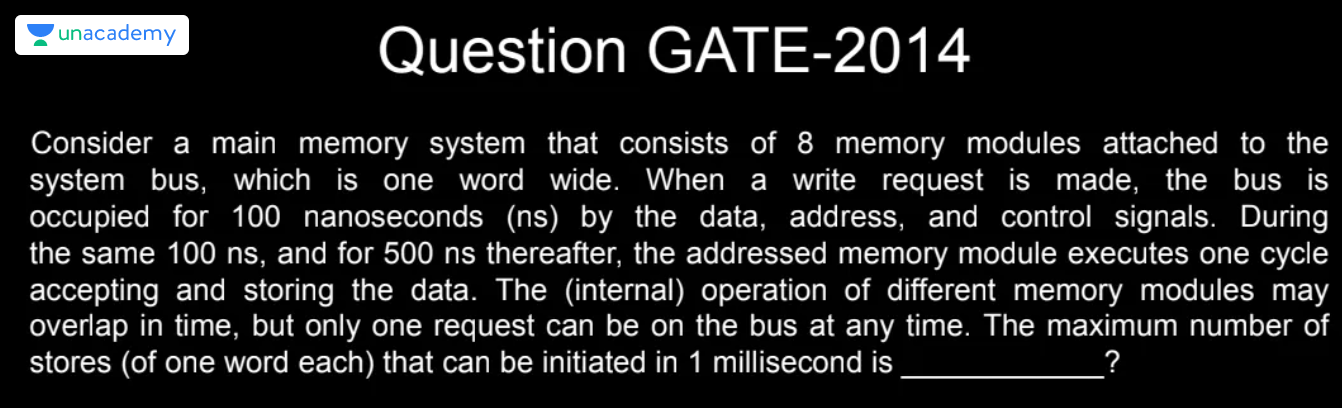 unacademy
Question GATE-2014
Consider a main memory system that consists of 8 memory modules attached to the
system bus, which is one word wide. When a write request is made, the bus is
occupied for 100 nanoseconds (ns) by the data, address, and control signals. During
the same 100 ns, and for 500 ns thereafter, the addressed memory module executes one cycle
accepting and storing the data. The (internal) operation of different memory modules may
overlap in time, but only one request can be on the bus at any time. The maximum number of
stores (of one word each) that can be initiated in 1 millisecond is ____________?